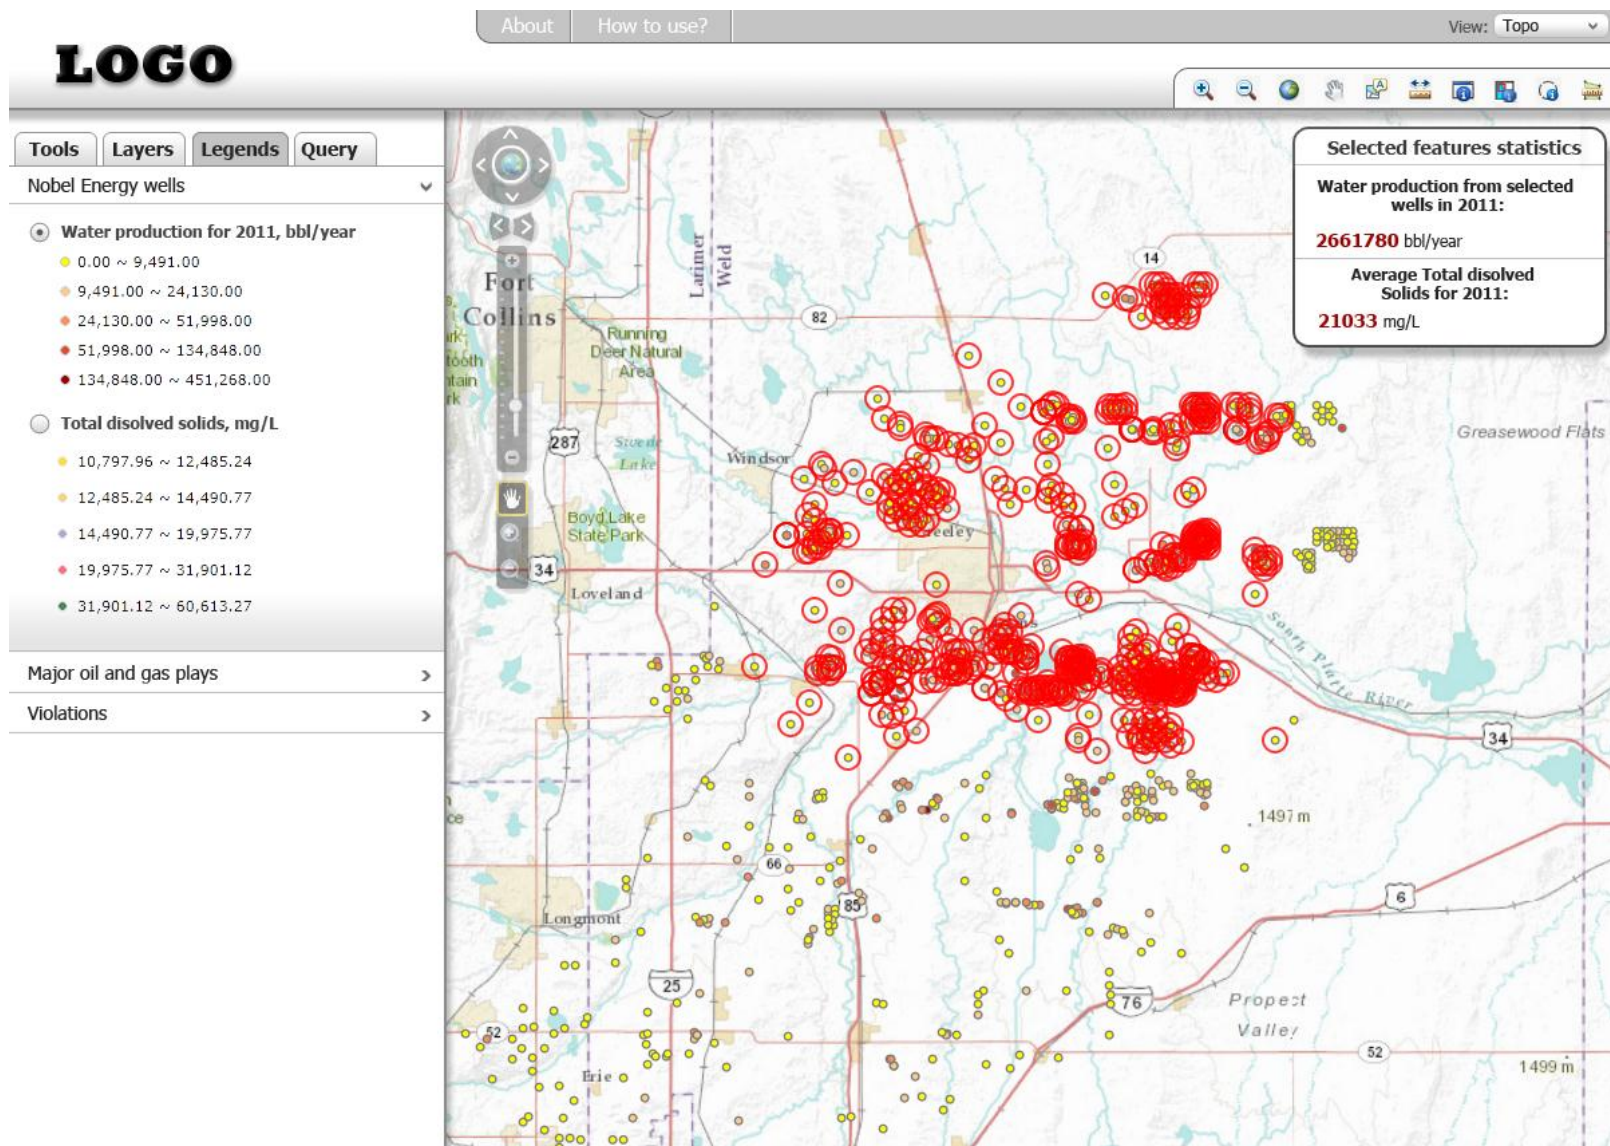 About
How to use?
View: Topo
LOGO
Tools
Layers
Legends
Query
Nobel Energy wells
Water production for 2011, bbl/year
0.00 ~ 9,491.00
9,491.00 ~ 24,130.00
24,130.00 ~ 51,998.00
51,998.00 ~ 134,848.00
134,848.00 ~ 451,268.00
Total disolved solids, mg/L
10,797.96 ~ 12,485.24
12,485.24 ~ 14,490.77
14,490.77 ~ 19,975.77
19,975.77 ~ 31,901.12
31,901.12 ~ 60,613.27
Major oil and gas plays
Violations
Selected features statistics
Water production from selected
wells in 2011:
2661780 bbl/year
Average Total disolved
Solids for 2011:
21033 mg/L
Larimer
Weld
14
Fort
Collins
82
Running
Deer Natural
Area
287
Windsor
Greasewood Flats
Boyd Lake
State Park
34
Loveland
South Platte River
34
1497 m
66
85
6
Longmont
25
76
Valley
52
52
1499 m
Erie